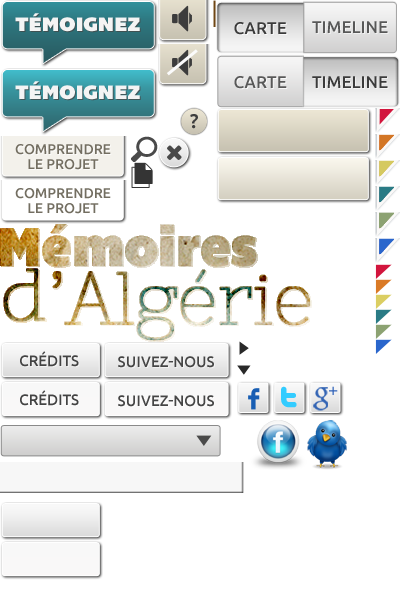 TÉMOIGNEZ
CARTE TIMELINE
TÉMOIGNEZ
CARTE TIMELINE
?
COMPRENDRE
LE PROJET
COMPRENDRE
LE PROJET
Mémoires
d'Algérie
CRÉDITS SUIVEZ-NOUS
CRÉDITS SUIVEZ-NOUS
f t g+
f